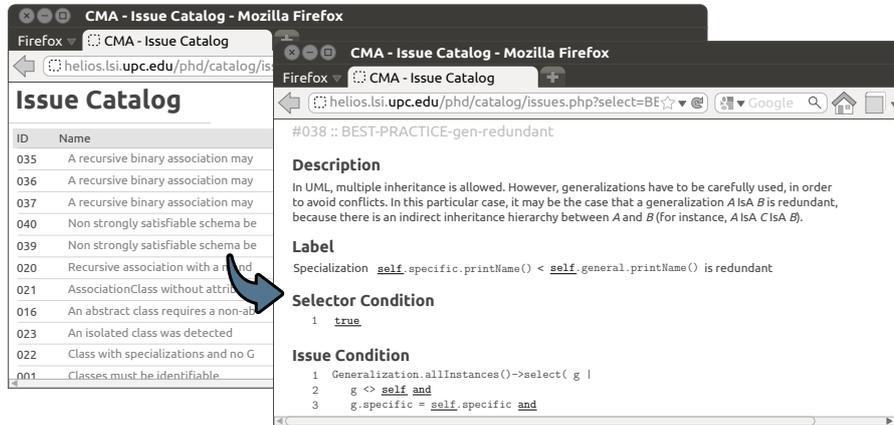 CMA - Issue Catalog - Mozilla Firefox
Firefox CMA - Issue Catalog
helios.lsi.upc.edu/phd/catalog/iss
Issue Catalog
ID Name
035 A recursive binary association may
036 A recursive binary association may
037 A recursive binary association may
040 Non strongly satisfiable schema be
039 Non strongly satisfiable schema be
020 Recursive association with a
021 AssociationClass without
016 An abstract class requires a non-ab
023 An isolated class was detected
022 Class with specializations and no G
001 Classes must be identifiable
CMA - Issue Catalog - Mozilla Firefox
Firefox CMA - Issue Catalog
helios.lsi.upc.edu/phd/catalog/issues.php?select=BE Google
#038 :: BEST-PRACTICE-gen-redundant
Description
In UML, multiple inheritance is allowed. However, generalizations have to be carefully used, in order
to avoid conflicts. In this particular case, it may be the case that a generalization A IsA B is redundant,
because there is an indirect inheritance hierarchy between A and B (for instance, A IsA C IsA B).
Label
Specialization self.specific.printName() < self.general.printName() is redundant
Selector Condition
1 true
Issue Condition
1 Generalization.allInstances()->select( g |
2 g <> self and
3 g.specific = self.specific and